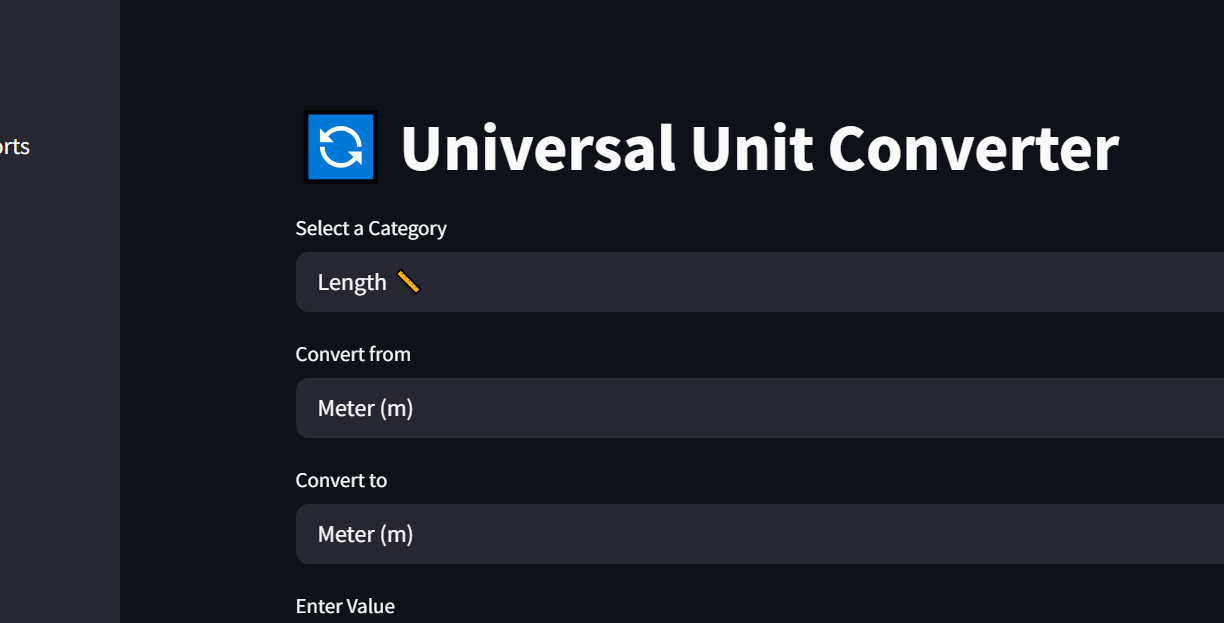 orts
Universal Unit Converter
Select a Category
Length
Convert from
Meter (m)
Convert to
Meter (m)
Enter Value